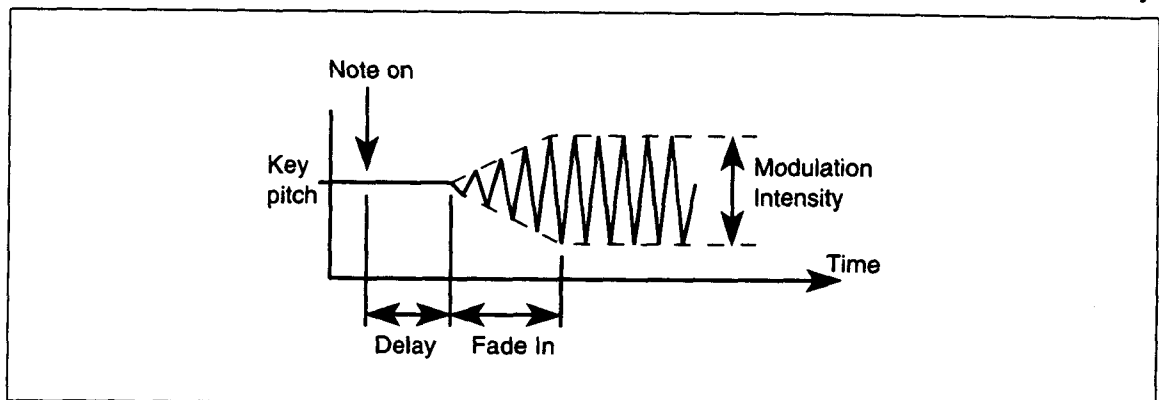 Note on
Key
pitch
Modulation
Intensity
Time
Delay
Fade In